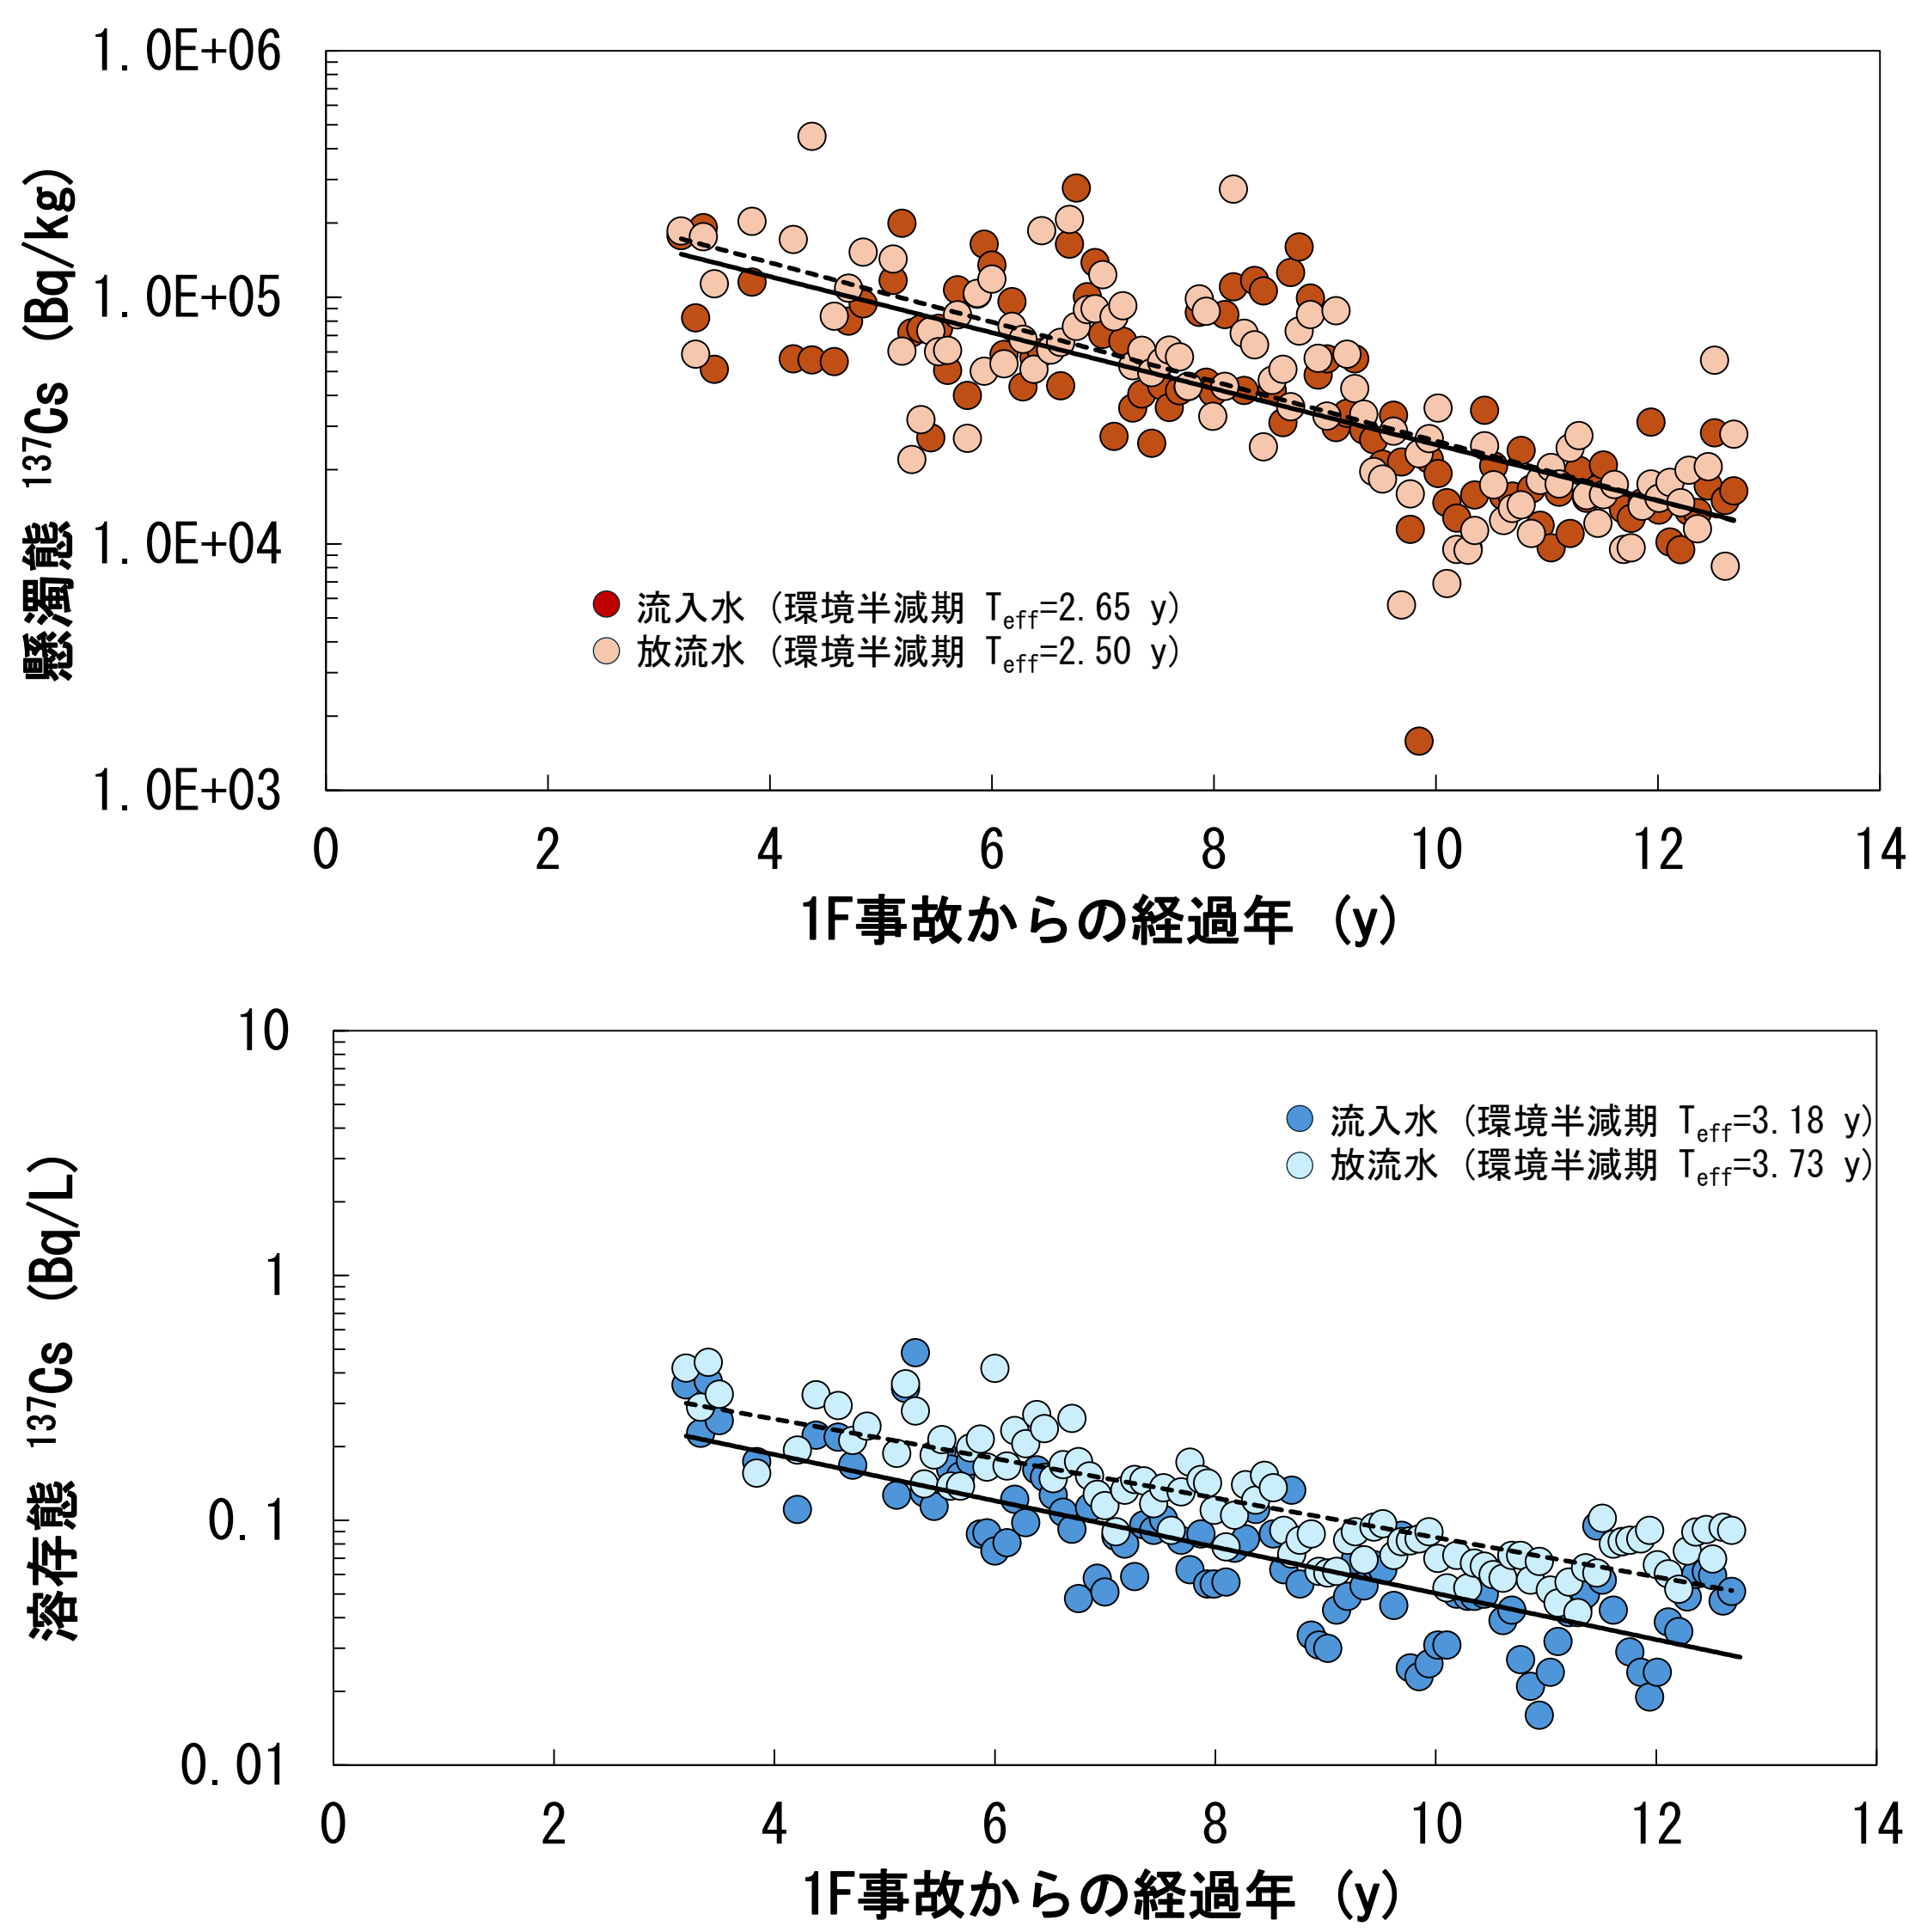 1.0E+06
1.0E+05
1.0E+04
1.0E+03
懸濁態 ¹³⁷Cs (Bq/kg)
流入水 (環境半減期 Teff=2.65 y)
放流水 (環境半減期 Teff=2.50 y)
0 2 4 6 8 10 12 14
1F事故からの経過年 (y)
10
1
0.1
0.01
溶存態 ¹³⁷Cs (Bq/L)
流入水 (環境半減期 Teff=3.18 y)
放流水 (環境半減期 Teff=3.73 y)
0 2 4 6 8 10 12 14
1F事故からの経過年 (y)